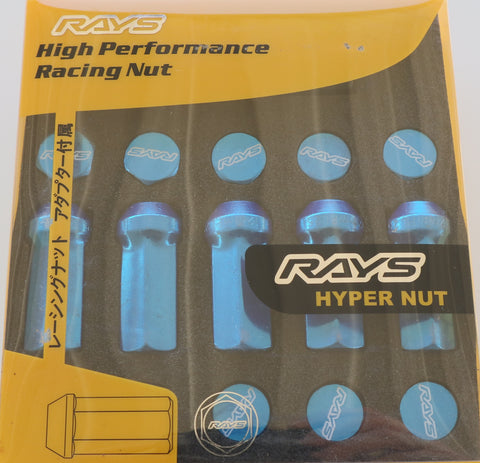 RAYS
High Performance
Racing Nut
レーシングナット アダプター付属
RAYS
RAYS
RAYS
RAYS
RAYS
RAYS
HYPER NUT
RAYS
RAYS
RAYS
RAYS